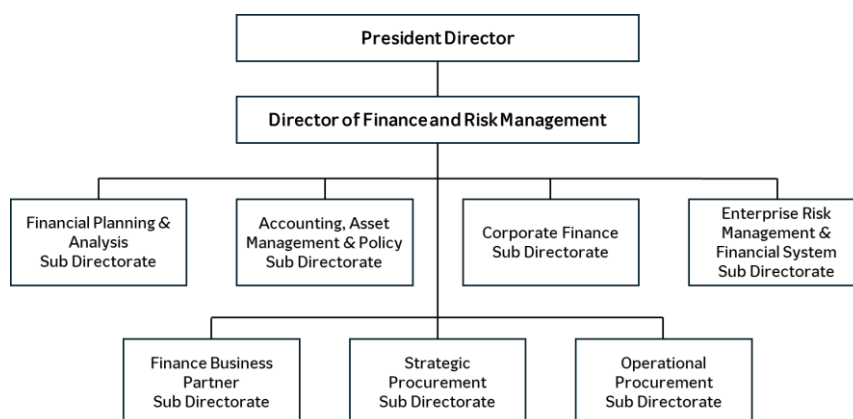 President Director
Director of Finance and Risk Management
Financial Planning &
Analysis
Sub Directorate
Accounting, Asset
Management & Policy
Sub Directorate
Corporate Finance
Sub Directorate
Enterprise Risk
Management &
Financial System
Sub Directorate
Finance Business
Partner
Sub Directorate
Strategic
Procurement
Sub Directorate
Operational
Procurement
Sub Directorate